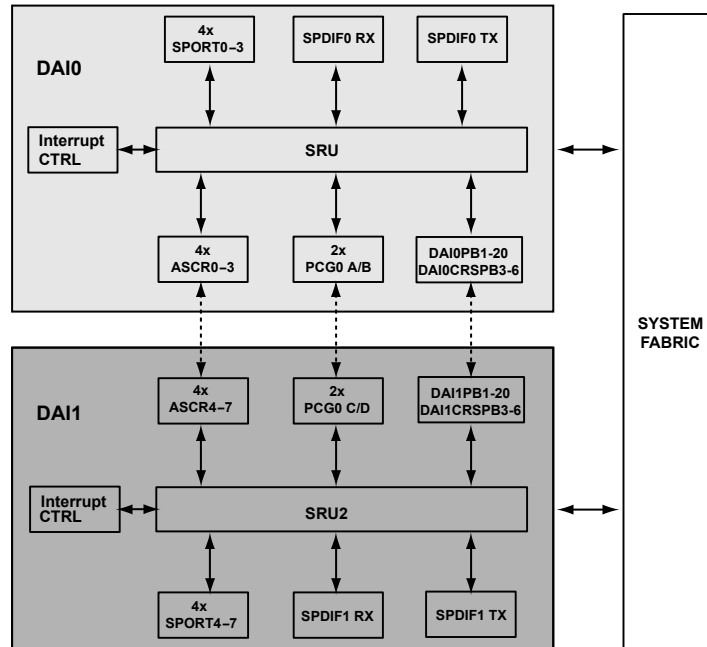 DAI0
4x
SPORT0–3
SPDIF0 RX
SPDIF0 TX
Interrupt
CTRL
SRU
4x
ASCR0–3
2x
PCG0 A/B
DAI0PB1-20
DAI0CRSPB3-6
SYSTEM
FABRIC
DAI1
4x
ASCR4–7
2x
PCG0 C/D
DAI1PB1-20
DAI1CRSPB3-6
Interrupt
CTRL
SRU2
4x
SPORT4–7
SPDIF1 RX
SPDIF1 TX